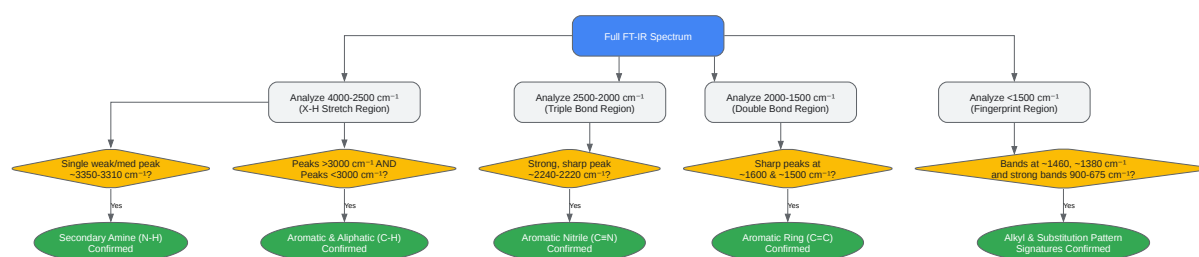 Full FT-IR Spectrum
Analyze 4000-2500 cm⁻¹
(X-H Stretch Region)
Analyze 2500-2000 cm⁻¹
(Triple Bond Region)
Analyze 2000-1500 cm⁻¹
(Double Bond Region)
Analyze <1500 cm⁻¹
(Fingerprint Region)
Single weak/med peak
~3350-3310 cm⁻¹?
Peaks >3000 cm⁻¹ AND
Peaks <3000 cm⁻¹?
Strong, sharp peak
~2240-2220 cm⁻¹?
Sharp peaks at
~1600 & ~1500 cm⁻¹?
Bands at ~1460, ~1380 cm⁻¹
and strong bands 900-675 cm⁻¹?
Yes
Yes
Yes
Yes
Yes
Secondary Amine (N-H)
Confirmed
Aromatic & Aliphatic (C-H)
Confirmed
Aromatic Nitrile (C≡N)
Confirmed
Aromatic Ring (C=C)
Confirmed
Alkyl & Substitution Pattern
Signatures Confirmed